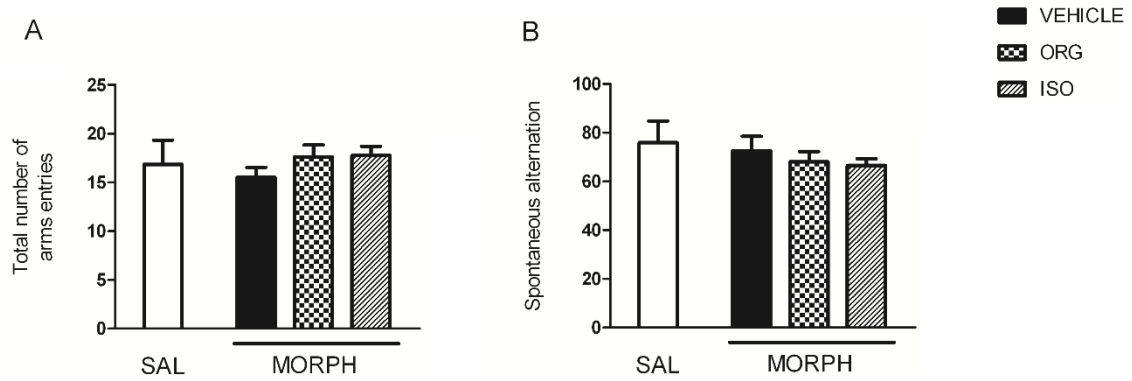 A
Total number of
arms entries
25
20
15
10
5
0
SAL
MORPH
B
Spontaneous alternation
100
80
60
40
20
0
SAL
MORPH
VEHICLE
ORG
ISO